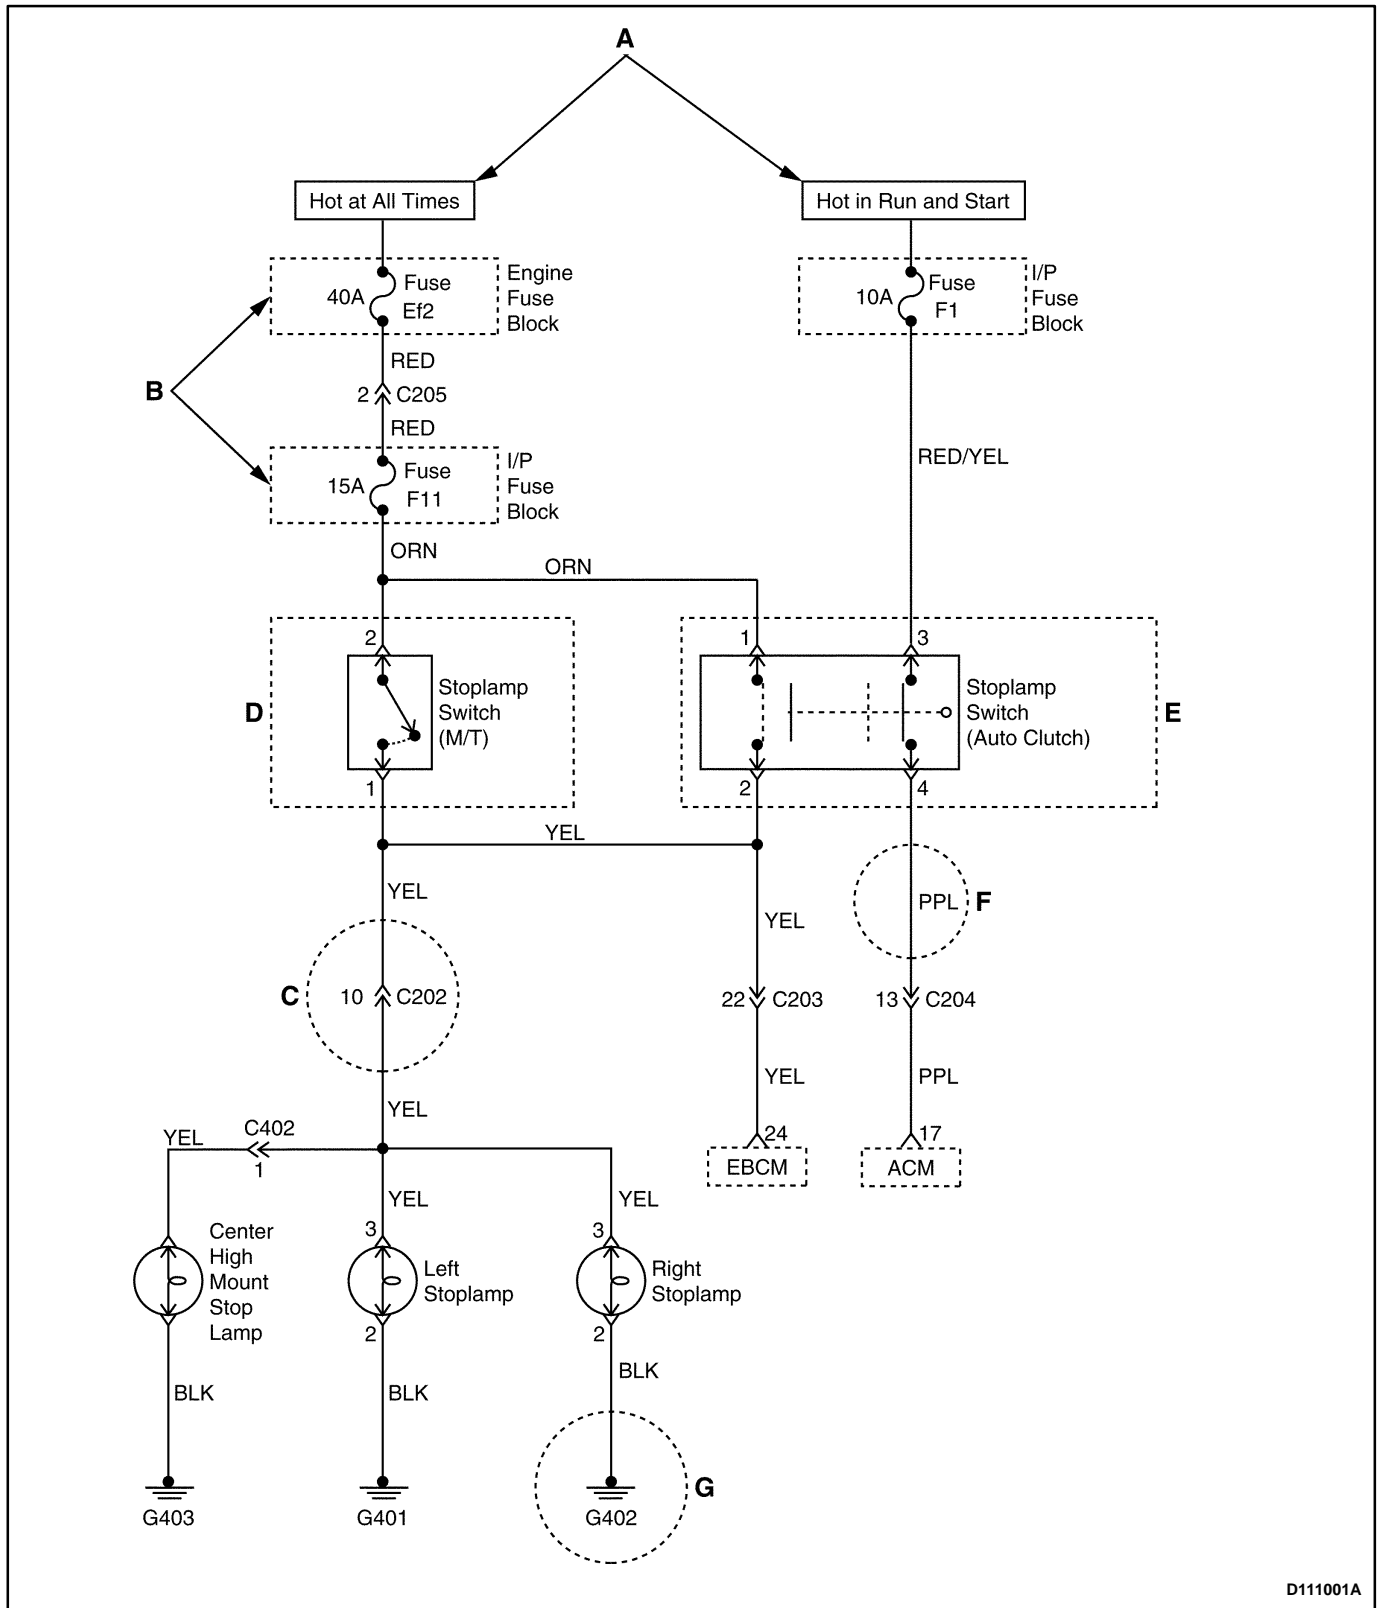 A
Hot at All Times
Hot in Run and Start
40A
Fuse
Ef2
Engine
Fuse
Block
10A
Fuse
F1
I/P
Fuse
Block
RED
B
2
C205
RED
15A
Fuse
F11
I/P
Fuse
Block
RED/YEL
ORN
ORN
2
1
3
D
Stoplamp
Switch
(M/T)
Stoplamp
Switch
(Auto Clutch)
E
1
2
4
YEL
YEL
YEL
PPL
F
C
10
C202
22
C203
13
C204
YEL
PPL
YEL
YEL
C402
1
24
EBCM
17
ACM
YEL
YEL
Center
High
Mount
Stop
Lamp
3
Left
Stoplamp
2
3
Right
Stoplamp
2
BLK
BLK
BLK
G
G403
G401
G402
D111001A